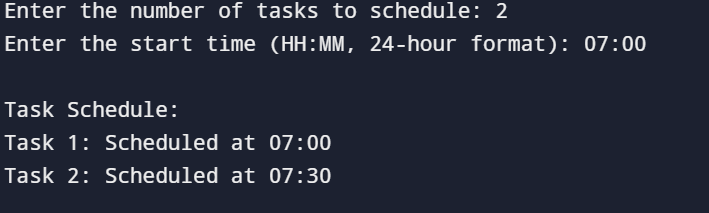 Enter the number of tasks to schedule: 2
Enter the start time (HH:MM, 24-hour format): 07:00
Task Schedule:
Task 1: Scheduled at 07:00
Task 2: Scheduled at 07:30